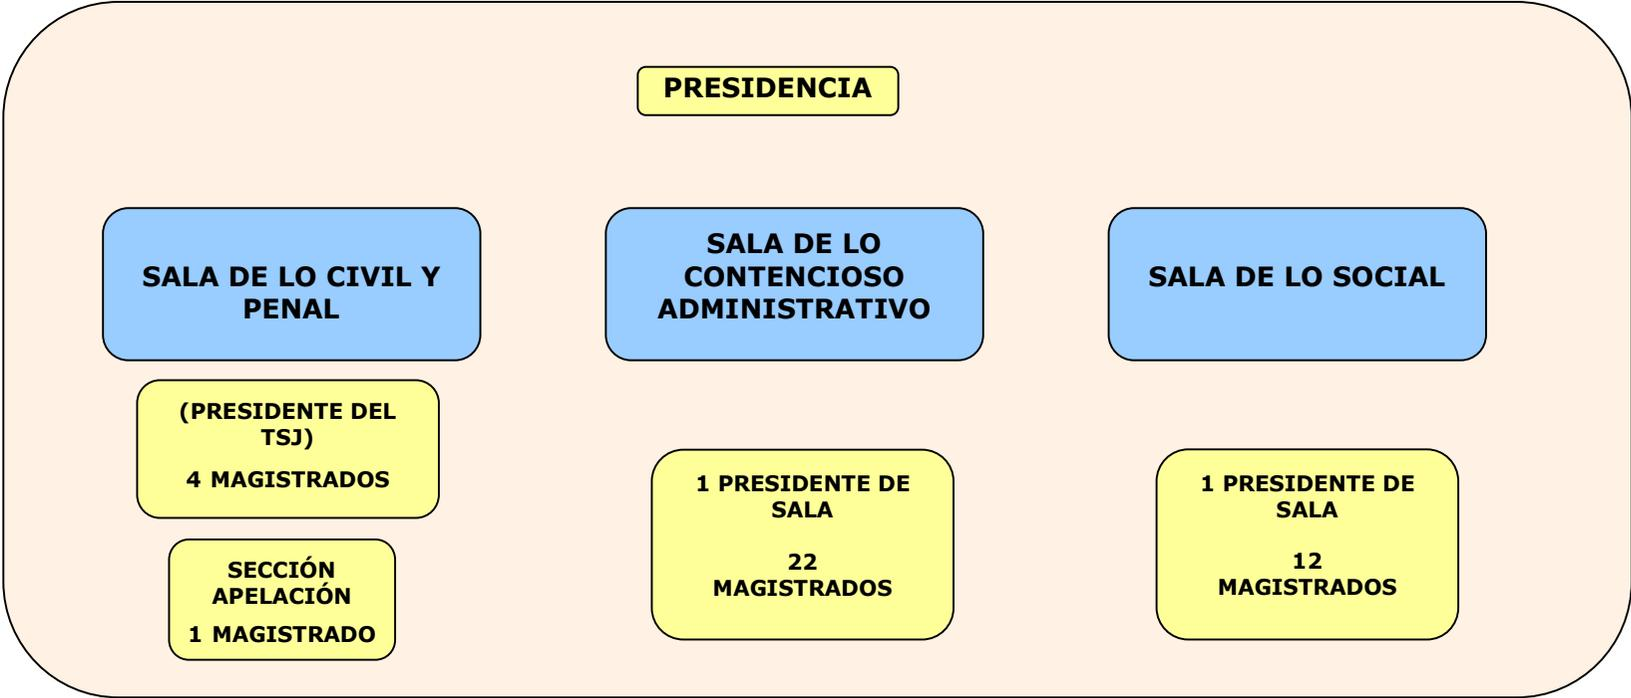 PRESIDENCIA
SALA DE LO CIVIL Y
PENAL
(PRESIDENTE DEL
TSJ)
4 MAGISTRADOS
SECCIÓN
APELACIÓN
1 MAGISTRADO
SALA DE LO
CONTENCIOSO
ADMINISTRATIVO
1 PRESIDENTE DE
SALA
22
MAGISTRADOS
SALA DE LO SOCIAL
1 PRESIDENTE DE
SALA
12
MAGISTRADOS